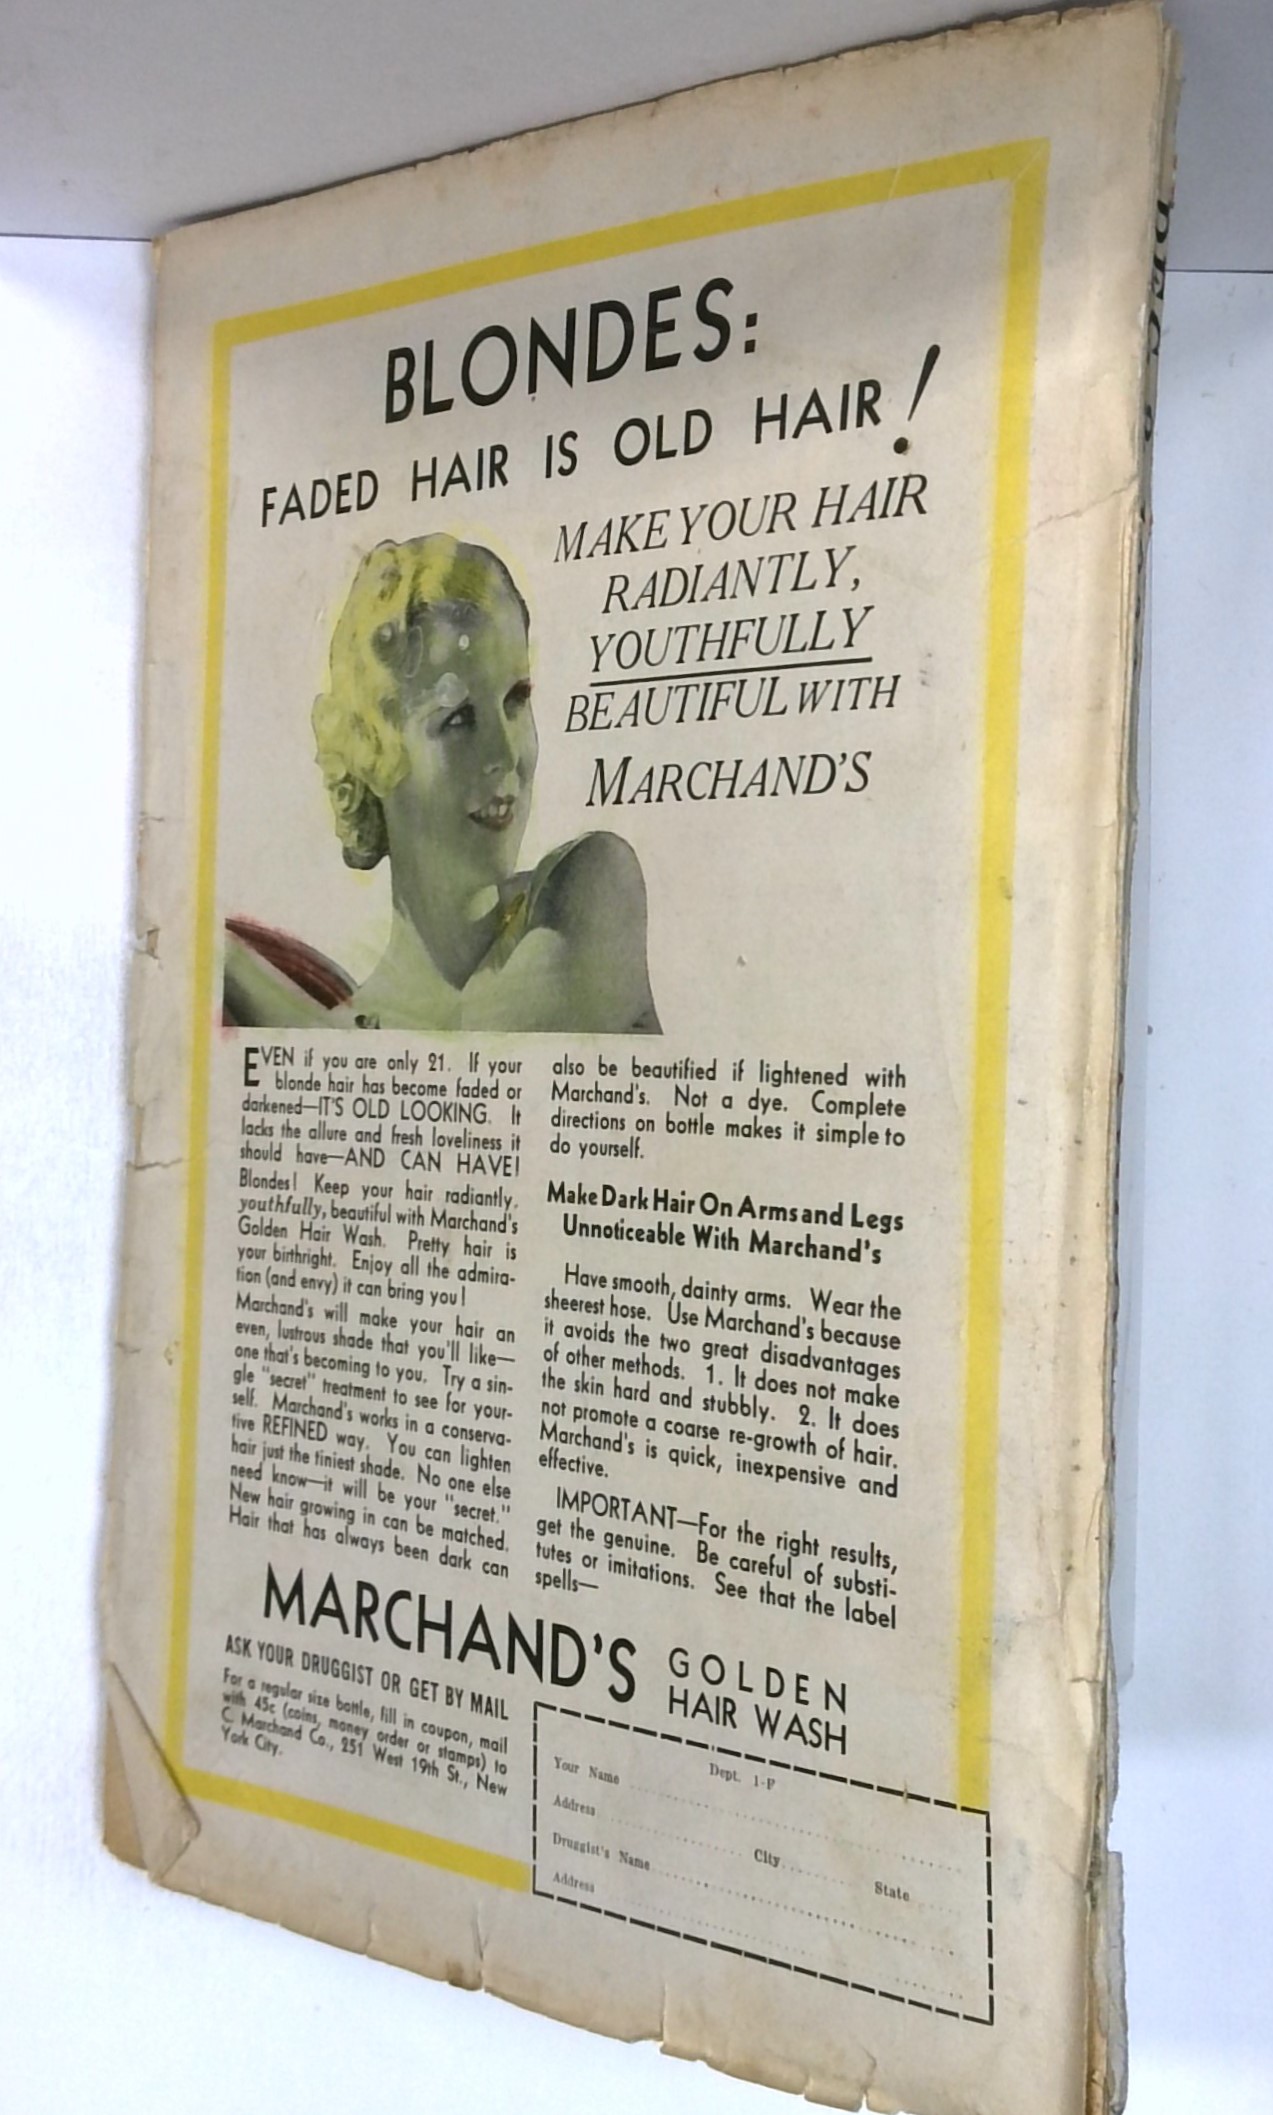 BLONDES:
FADED HAIR IS OLD HAIR!
MAKE YOUR HAIR
RADIANTLY,
YOUTHFULLY
BEAUTIFUL WITH
MARCHAND'S
EVEN if you are only 21. If your
blonde hair has become faded or
darkened—IT'S OLD LOOKING. It
lacks the allure and fresh loveliness it
should have—AND CAN HAVE!
Blondes! Keep your hair radiantly,
youthfully, beautiful with Marchand's
Golden Hair Wash. Pretty hair is
your birthright. Enjoy all the admira-
tion (and envy) it can bring you!
Marchand's will make your hair an
even, lustrous shade that you'll like—
one that's becoming to you. Try a sin-
gle "secret" treatment to see for your-
self. Marchand's works in a conserva-
tive REFINED way. You can lighten
hair just the tiniest shade. No one else
need know—it will be your "secret."
New hair growing in can be matched.
Hair that has always been dark can
also be beautified if lightened with
Marchand's. Not a dye. Complete
directions on bottle makes it simple to
do yourself.
Make Dark Hair On Arms and Legs
Unnoticeable With Marchand's
Have smooth, dainty arms. Wear the
sheerest hose. Use Marchand's because
it avoids the two great disadvantages
of other methods. 1. It does not make
the skin hard and stubbly. 2. It does
not promote a coarse re-growth of hair.
Marchand's is quick, inexpensive and
effective.
IMPORTANT—For the right results,
get the genuine. Be careful of substi-
tutes or imitations. See that the label
spells—
MARCHAND'S GOLDEN
HAIR WASH
ASK YOUR DRUGGIST OR GET BY MAIL
For a regular size bottle, fill in coupon, mail
with 45c (coins, money order or stamps) to
C. Marchand Co., 251 West 19th St., New
York City.
Dept. 1-F
Your Name
Address
City State
Druggist's Name
Address
DEC.